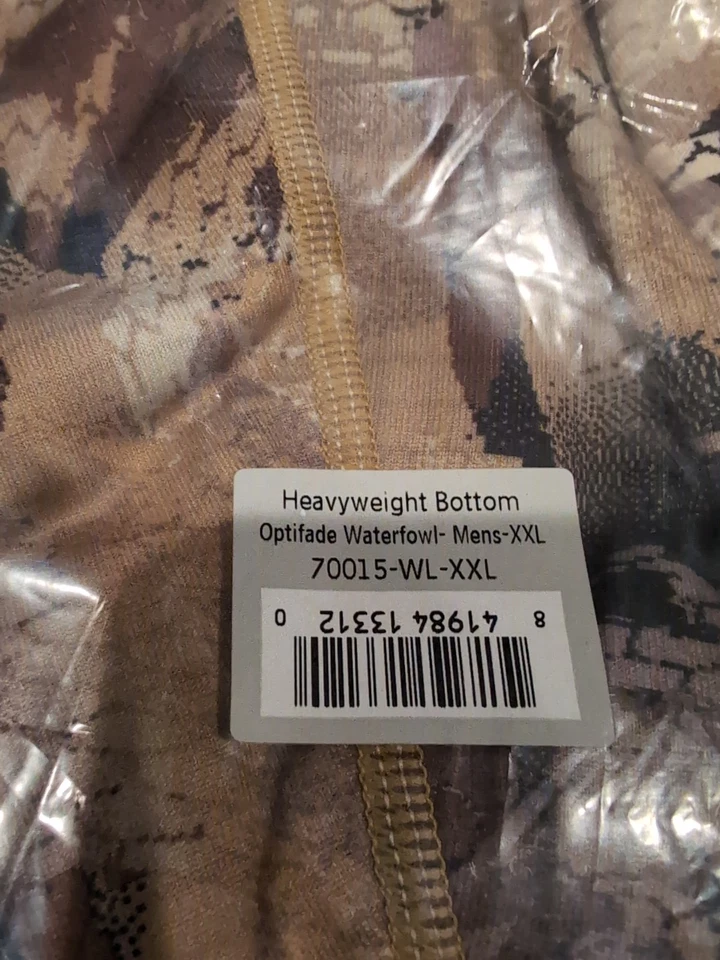 Heavyweight Bottom
Optifade Waterfowl- Mens-XXL
70015-WL-XXL
8 41984 13312 0